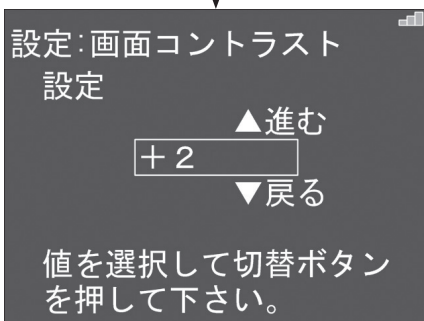 設定:画面コントラスト
設定
▲進む
＋２
▼戻る
値を選択して切替ボタン
を押して下さい。